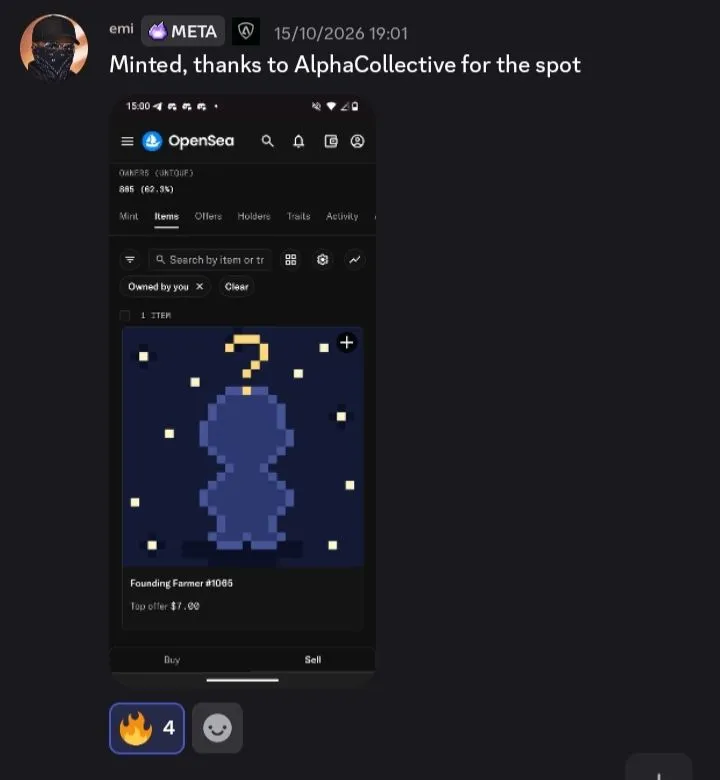 emi META 15/10/2026 19:01
Minted, thanks to AlphaCollective for the spot
15:00
OpenSea
OWNERS (UNIQUE)
885 (62.3%)
Mint Items Offers Holders Traits Activity
Search by item or tr
Owned by you Clear
1 ITEM
?
Founding Farmer #1065
Top offer $7.00
Buy Sell
4